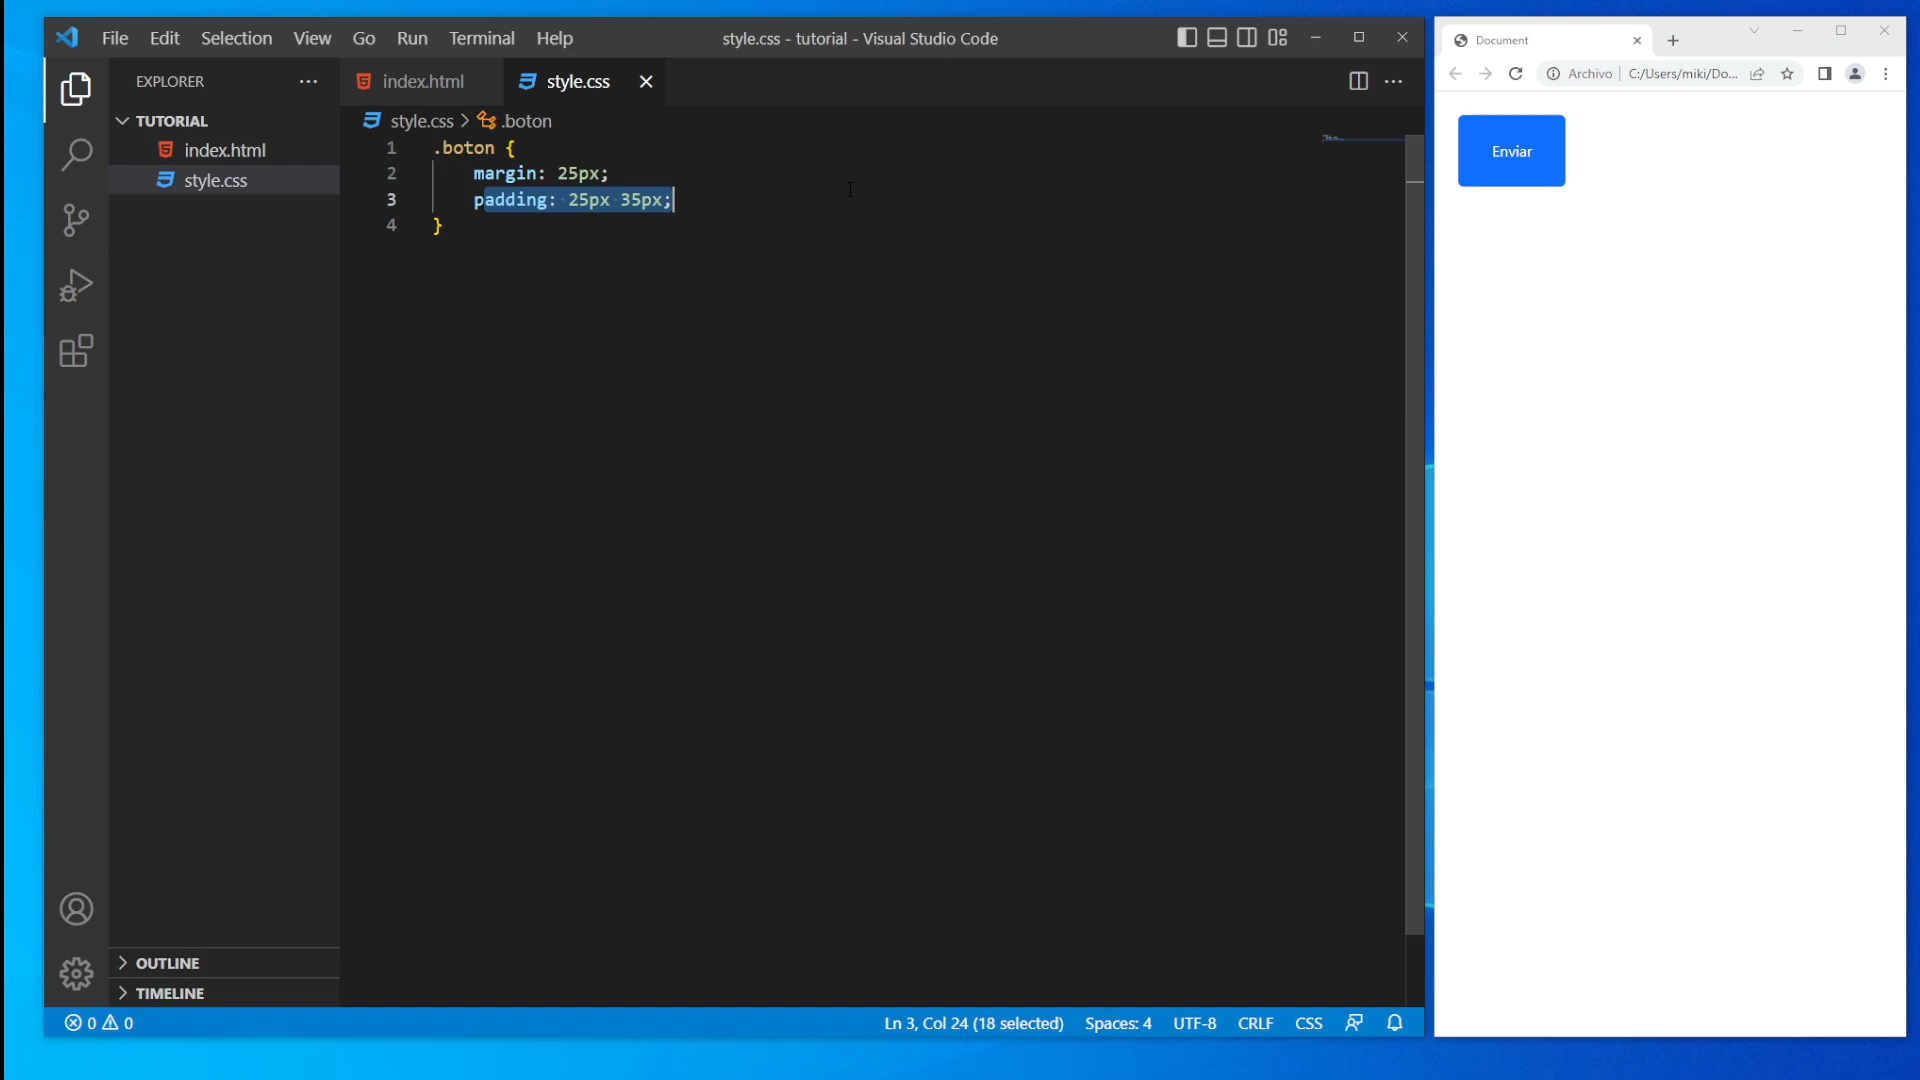 File Edit Selection View Go Run Terminal Help
style.css - tutorial - Visual Studio Code
EXPLORER
TUTORIAL
index.html
style.css
OUTLINE
TIMELINE
index.html
style.css
style.css > .boton
1 .boton {
2 margin: 25px;
3 padding: 25px 35px;
4 }
0 0
Ln 3, Col 24 (18 selected) Spaces: 4 UTF-8 CRLF CSS
Document
Archivo C:/Users/miki/Do...
Enviar